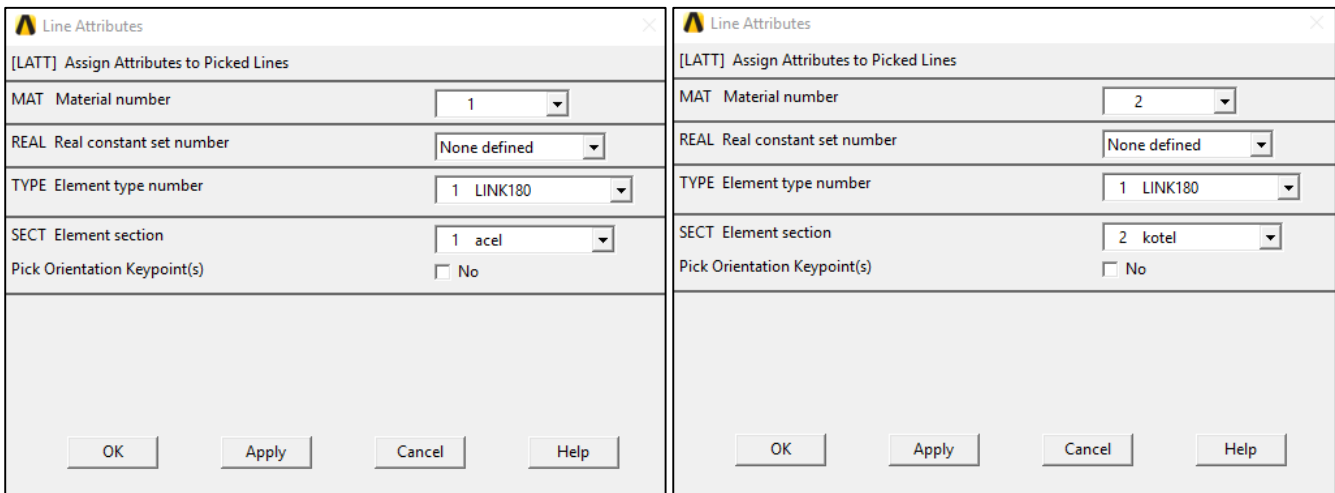 Line Attributes
[LATT] Assign Attributes to Picked Lines
MAT Material number 1
REAL Real constant set number None defined
TYPE Element type number 1 LINK180
SECT Element section 1 acel
Pick Orientation Keypoint(s) No
OK Apply Cancel Help
Line Attributes
[LATT] Assign Attributes to Picked Lines
MAT Material number 2
REAL Real constant set number None defined
TYPE Element type number 1 LINK180
SECT Element section 2 kotel
Pick Orientation Keypoint(s) No
OK Apply Cancel Help